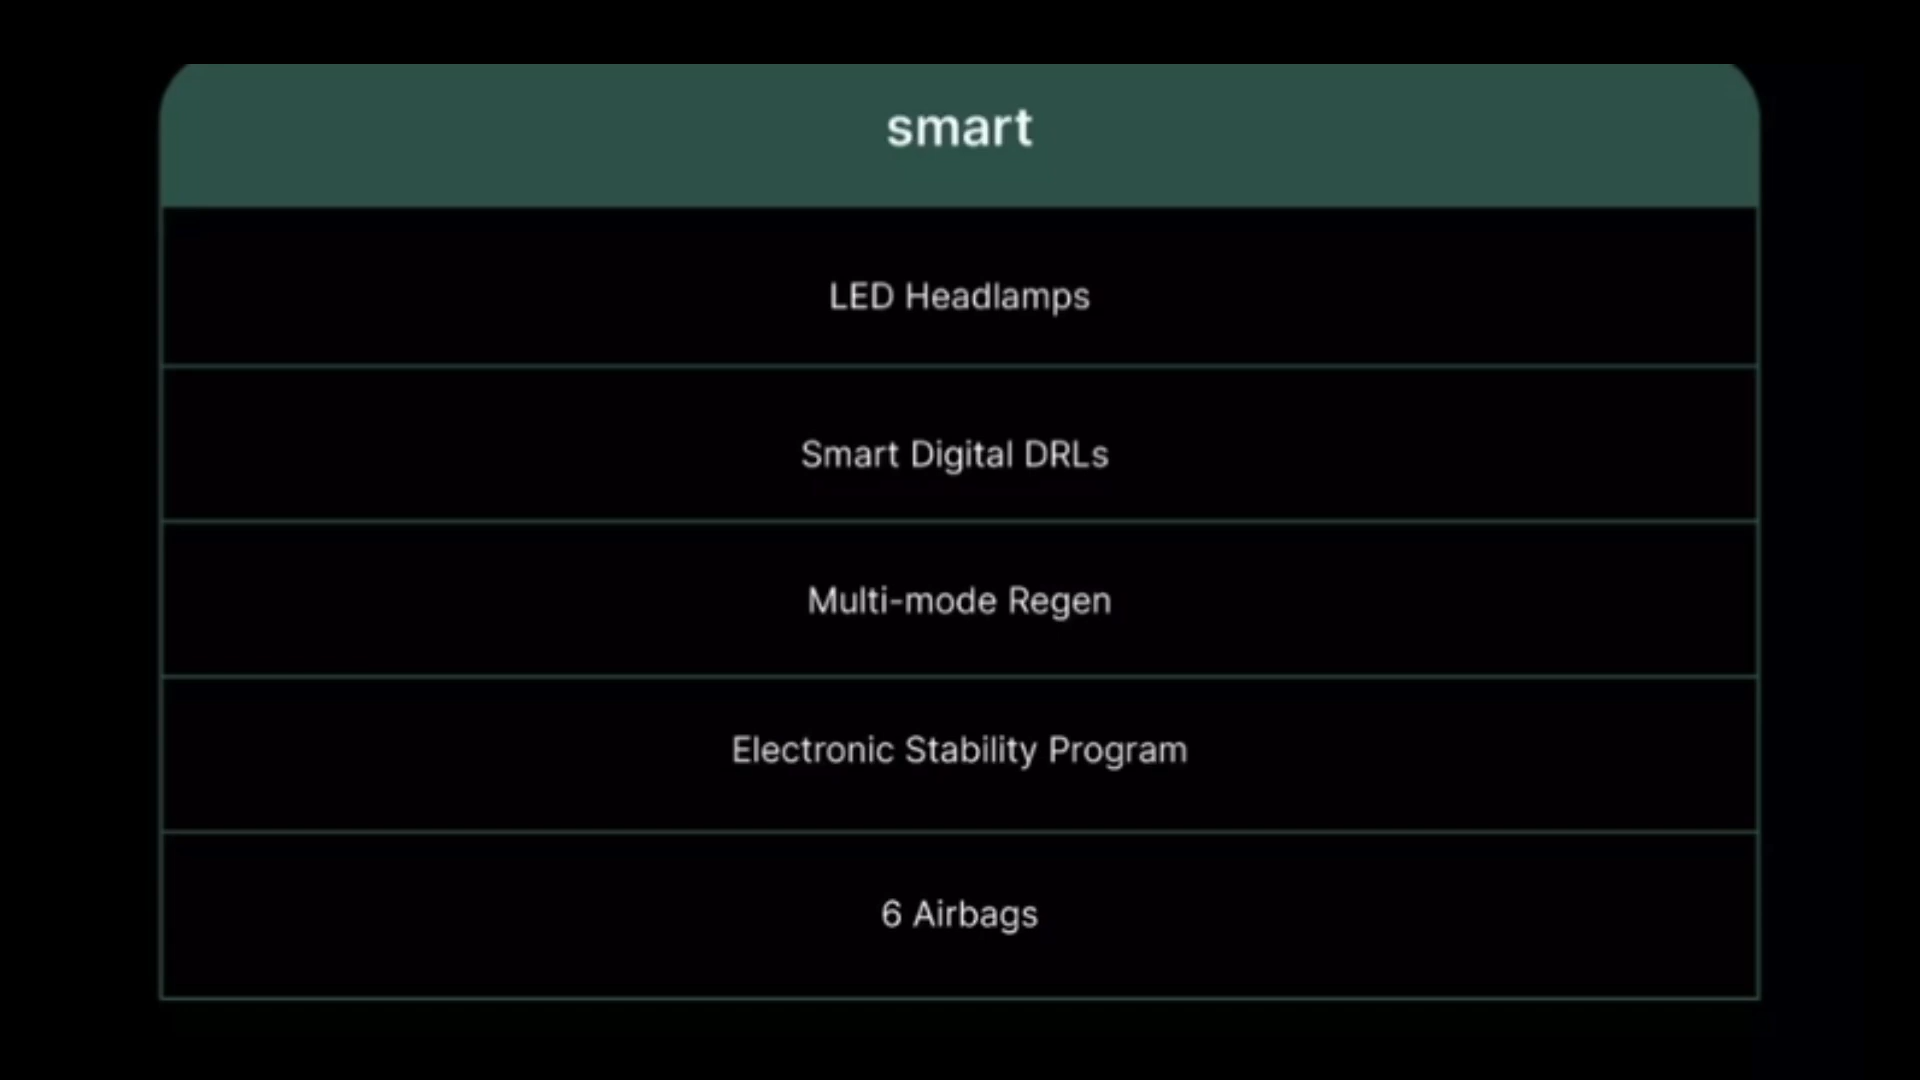 smart
LED Headlamps
Smart Digital DRLs
Multi-mode Regen
Electronic Stability Program
6 Airbags